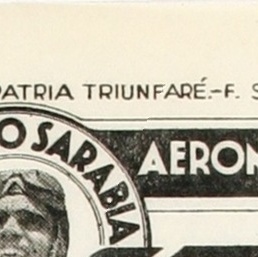 PATRIA TRIUNFARÉ.-F. S
O SARABIA
AERON